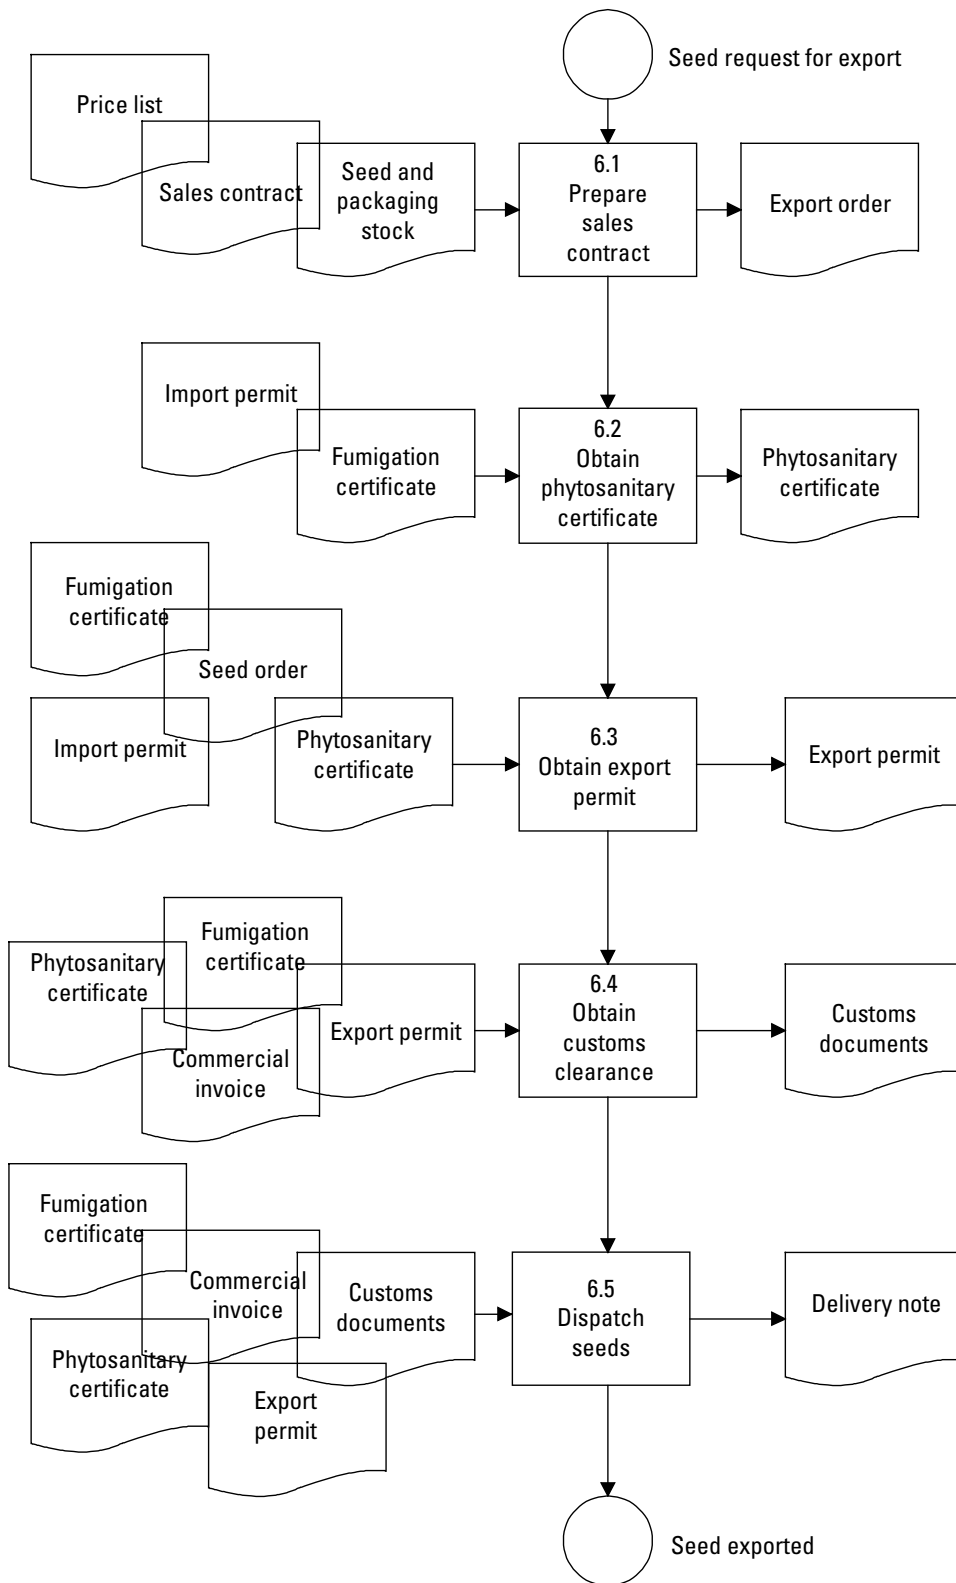 Seed request for export
Price list
Sales contract
Seed and
packaging
stock
6.1
Prepare
sales
contract
Export order
Import permit
Fumigation
certificate
6.2
Obtain
phytosanitary
certificate
Phytosanitary
certificate
Fumigation
certificate
Seed order
Import permit
Phytosanitary
certificate
6.3
Obtain export
permit
Export permit
Phytosanitary
certificate
Fumigation
certificate
Commercial
invoice
Export permit
6.4
Obtain
customs
clearance
Customs
documents
Fumigation
certificate
Commercial
invoice
Customs
documents
Phytosanitary
certificate
Export
permit
6.5
Dispatch
seeds
Delivery note
Seed exported